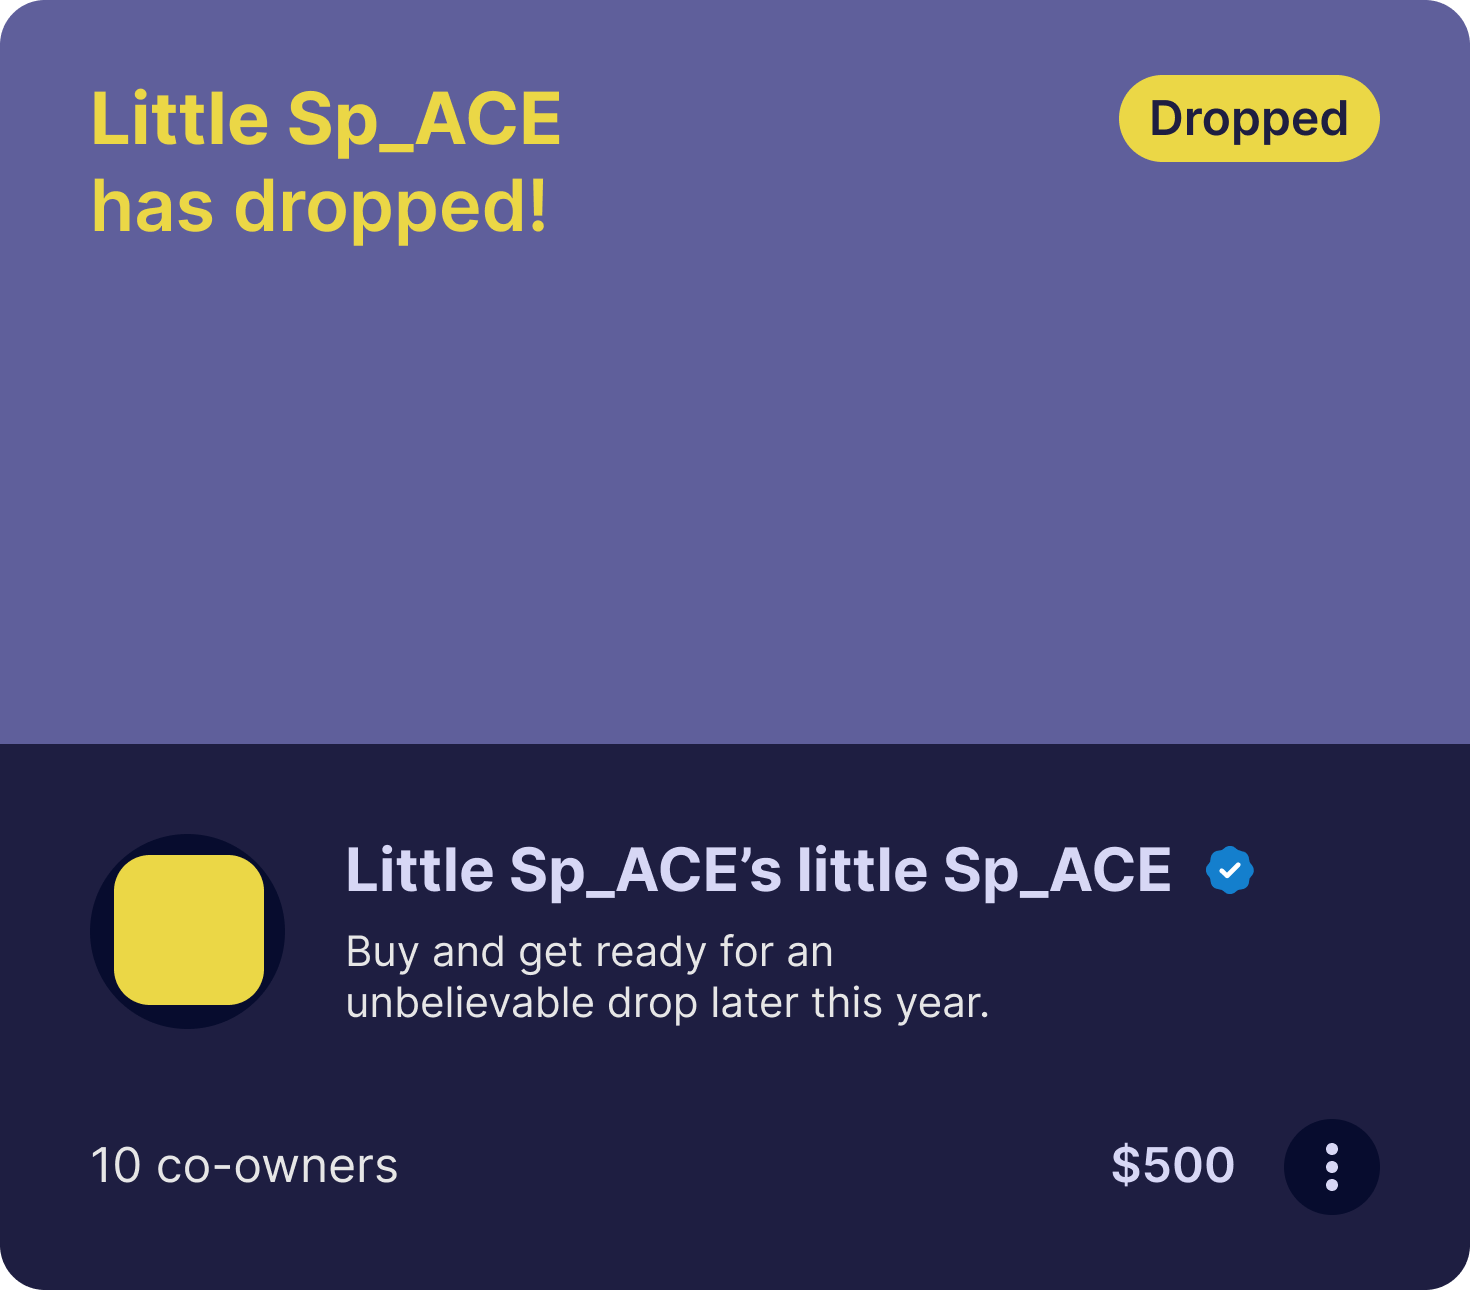 Little Sp_ACE
has dropped!
Dropped
Little Sp_ACE’s little Sp_ACE
Buy and get ready for an
unbelievable drop later this year.
10 co-owners
$500